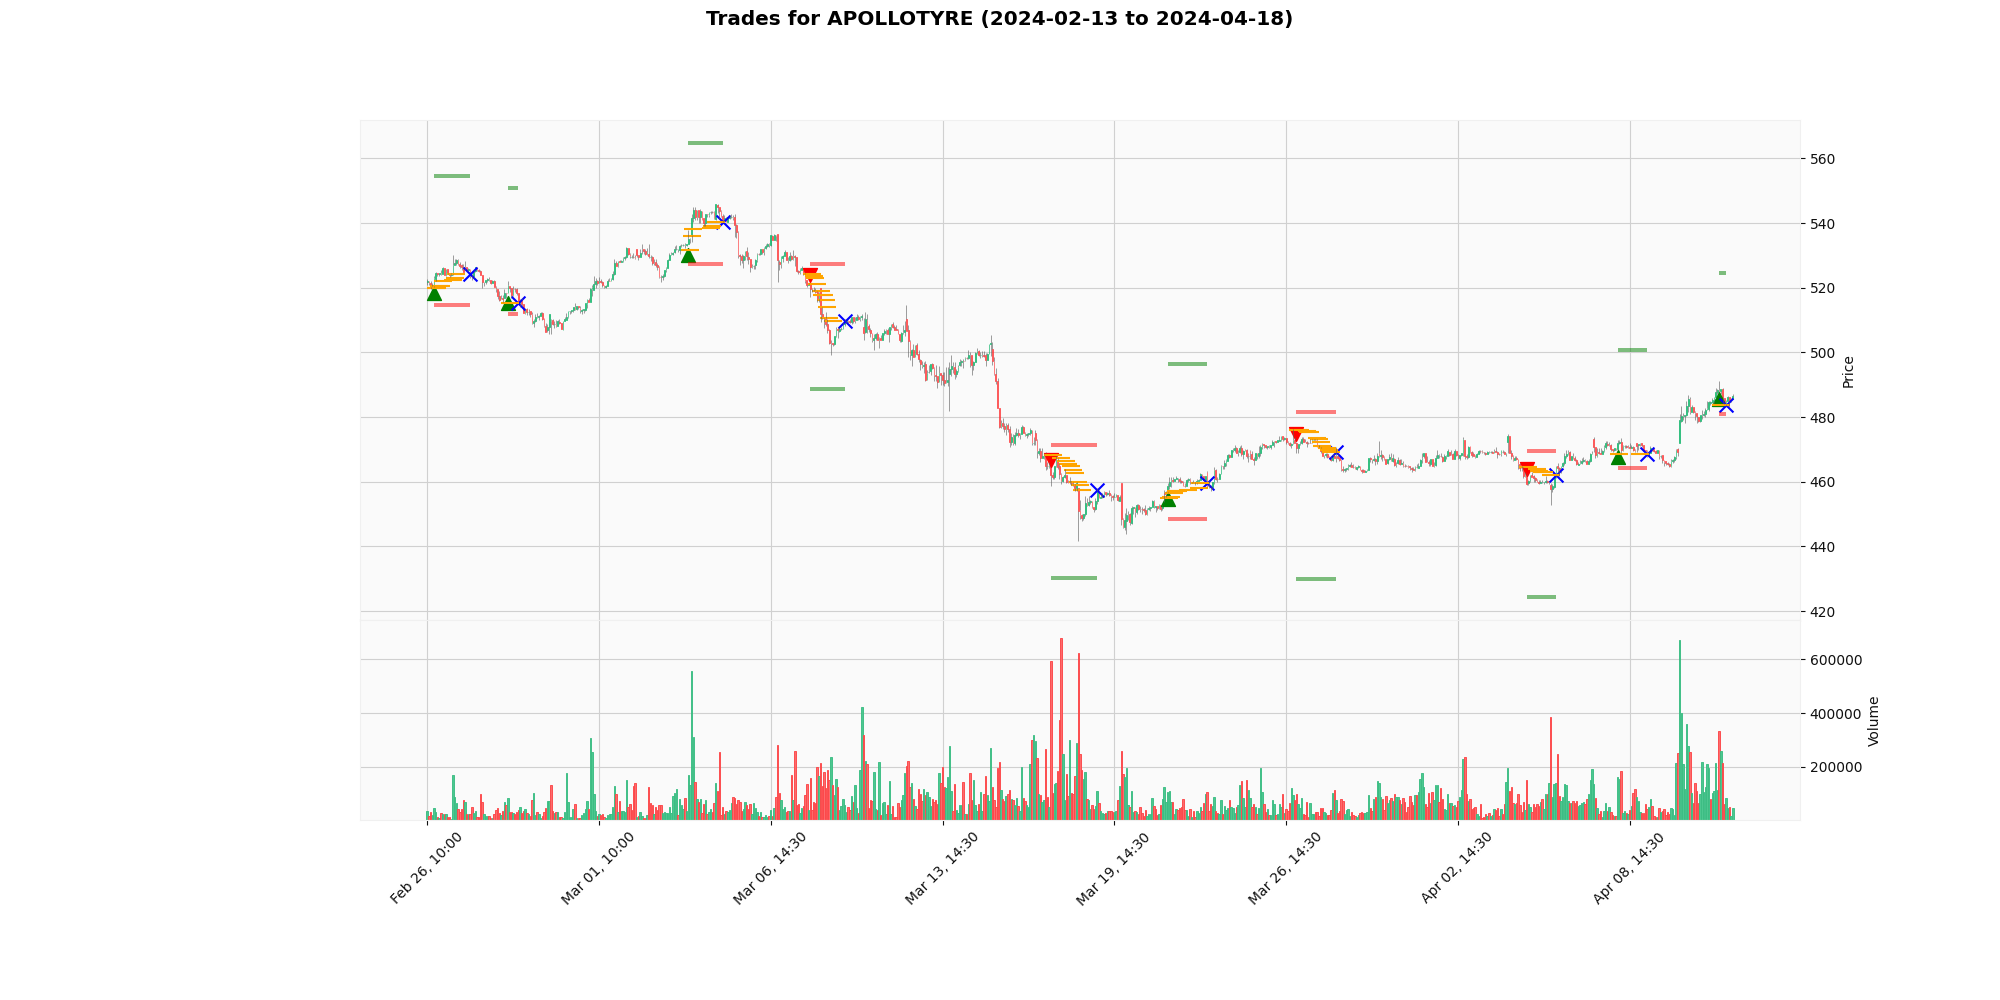 Trades for APOLLOTYRE (2024-02-13 to 2024-04-18)
560
540
520
500
480
460
440
420
Price
600000
400000
200000
Volume
Feb 26, 10:00
Mar 01, 10:00
Mar 06, 14:30
Mar 13, 14:30
Mar 19, 14:30
Mar 26, 14:30
Apr 02, 14:30
Apr 08, 14:30